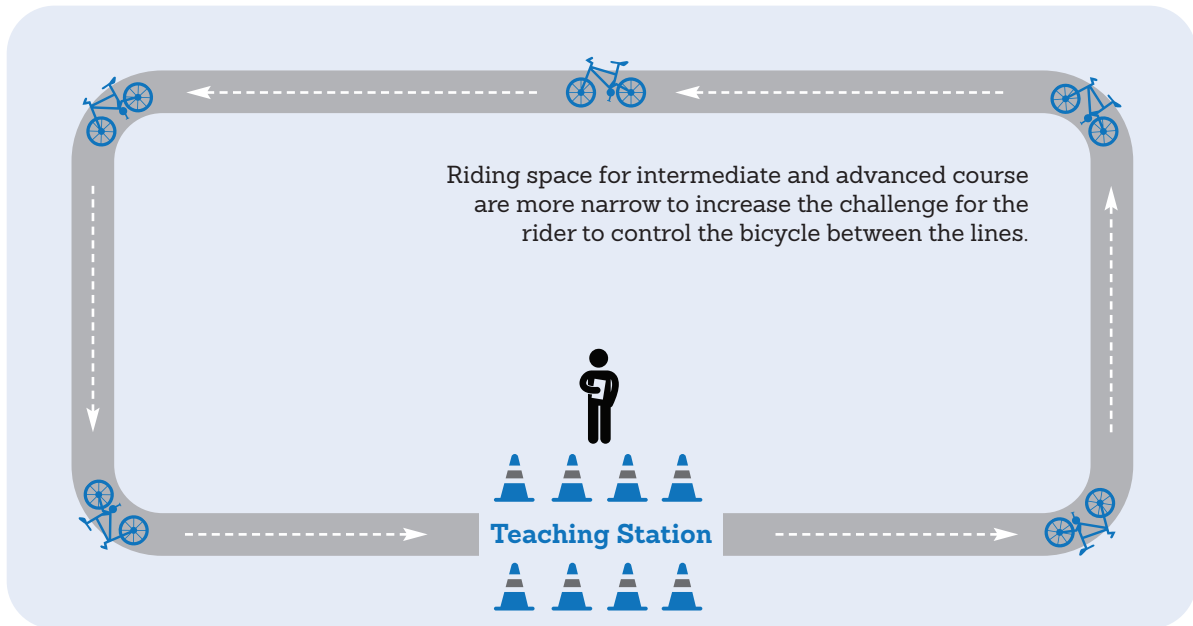 Riding space for intermediate and advanced course
are more narrow to increase the challenge for the
rider to control the bicycle between the lines.
Teaching Station